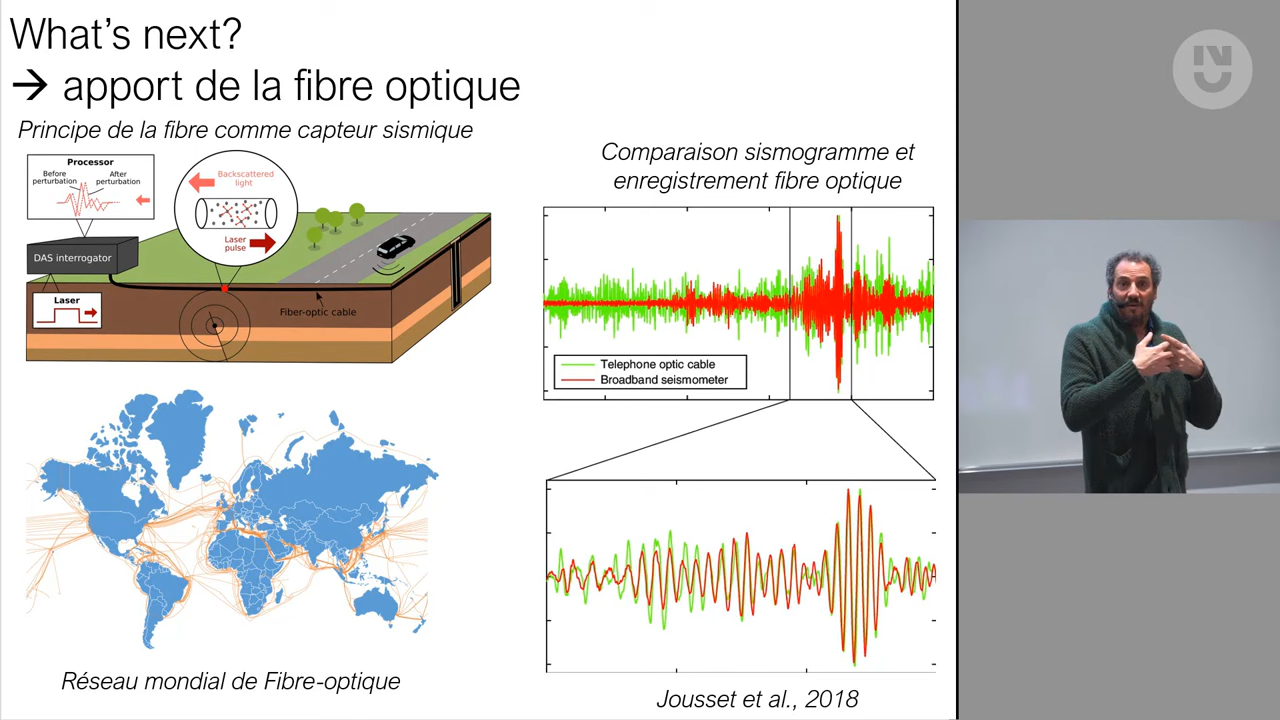 What's next?
→ apport de la fibre optique
Principe de la fibre comme capteur sismique
Processor
Before
perturbation
After
perturbation
Backscattered
light
Laser
pulse
DAS interrogator
Laser
Fiber-optic cable
Réseau mondial de Fibre-optique
Comparaison sismogramme et
enregistrement fibre optique
Telephone optic cable
Broadband seismometer
Jousset et al., 2018